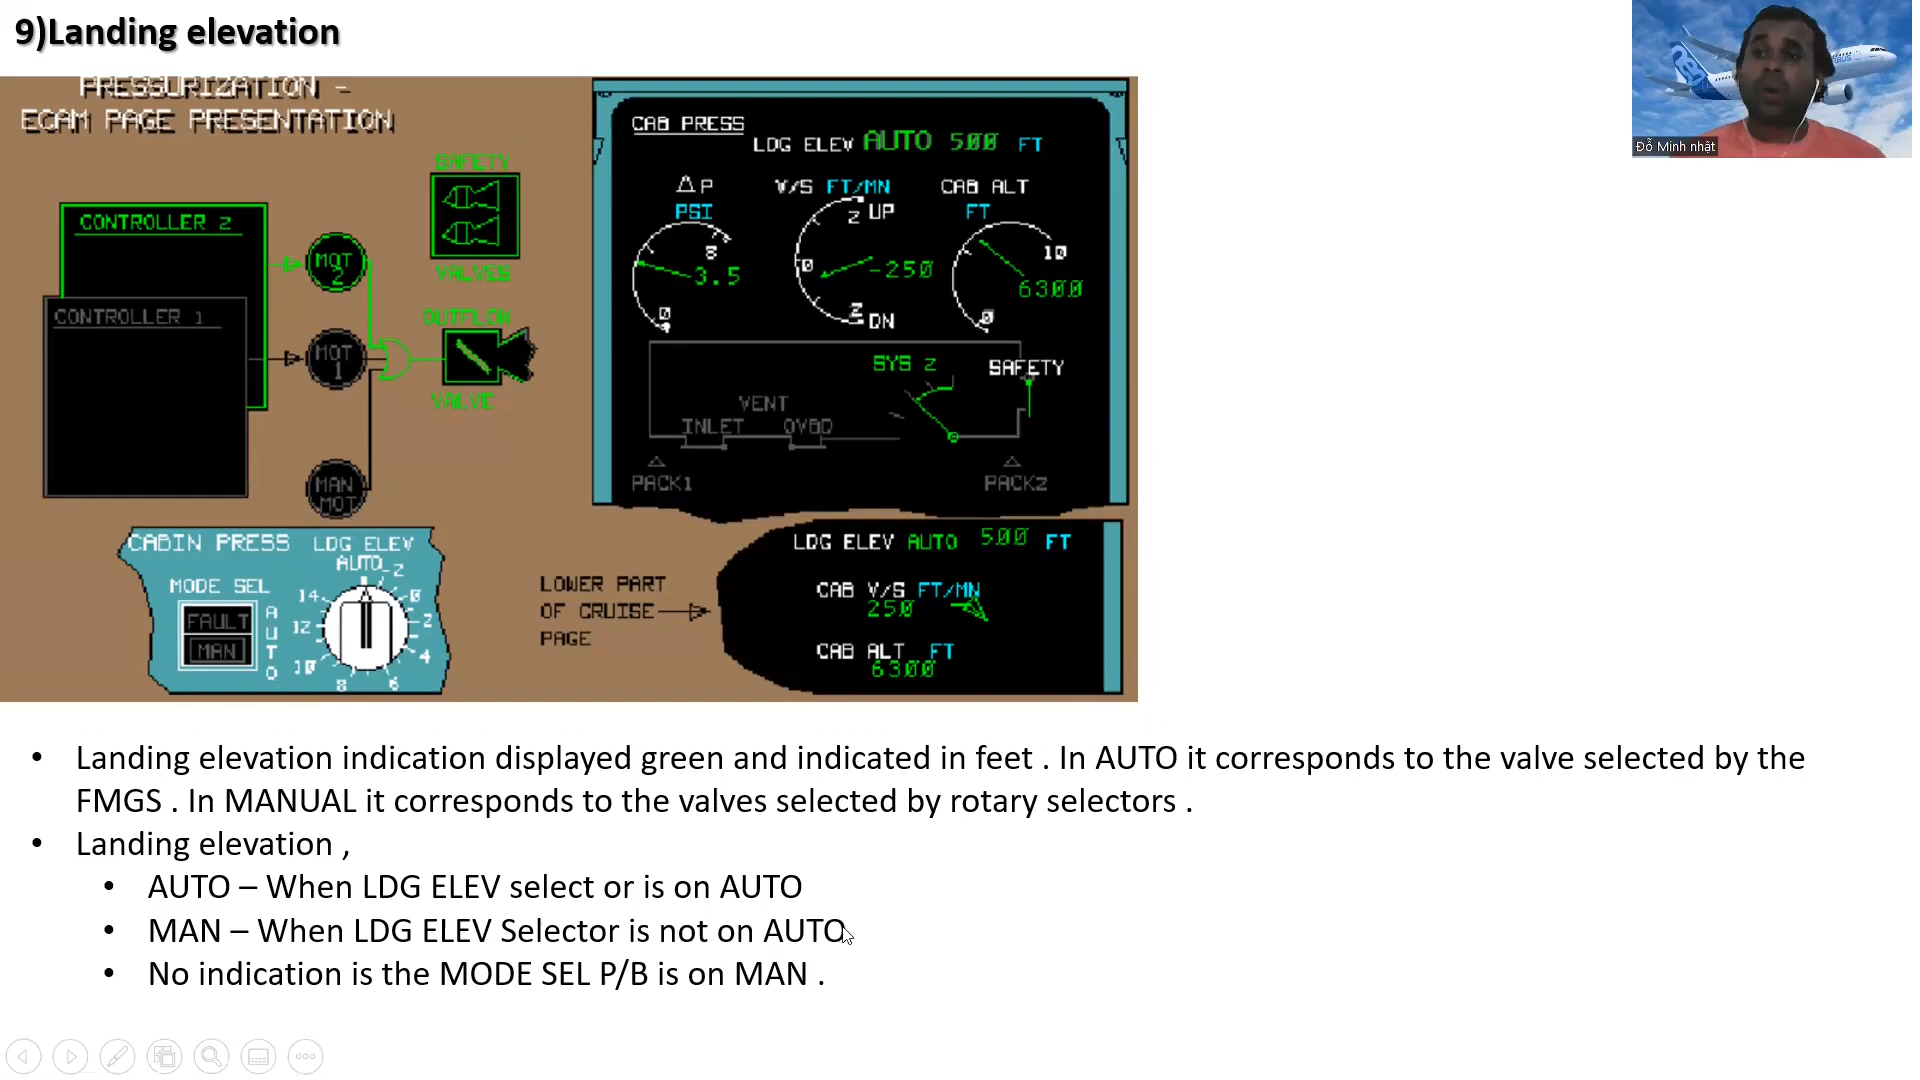 9)Landing elevation
PRESSURIZATION -
ECAM PAGE PRESENTATION
SAFETY
VALVES
CONTROLLER 2
MOT 2
CONTROLLER 1
MOT 1
OUTFLOW
VALVE
MAN MOT
CAB PRESS
LDG ELEV AUTO 500 FT
ΔP
PSI
8
3.5
0
V/S FT/MN
2 UP
0
-250
2 DN
CAB ALT
FT
10
6300
0
SYS 2
SAFETY
VENT
INLET OVBD
PACK1
PACK2
CABIN PRESS LDG ELEV
AUTO
MODE SEL
FAULT
MAN
AUTO
-2
0
2
4
6
8
10
12
14
LOWER PART
OF CRUISE
PAGE
LDG ELEV AUTO 500 FT
CAB V/S FT/MN
250
CAB ALT FT
6300
• Landing elevation indication displayed green and indicated in feet . In AUTO it corresponds to the valve selected by the
FMGS . In MANUAL it corresponds to the valves selected by rotary selectors .
• Landing elevation ,
• AUTO – When LDG ELEV select or is on AUTO
• MAN – When LDG ELEV Selector is not on AUTO
• No indication is the MODE SEL P/B is on MAN .
Đỗ Minh nhật